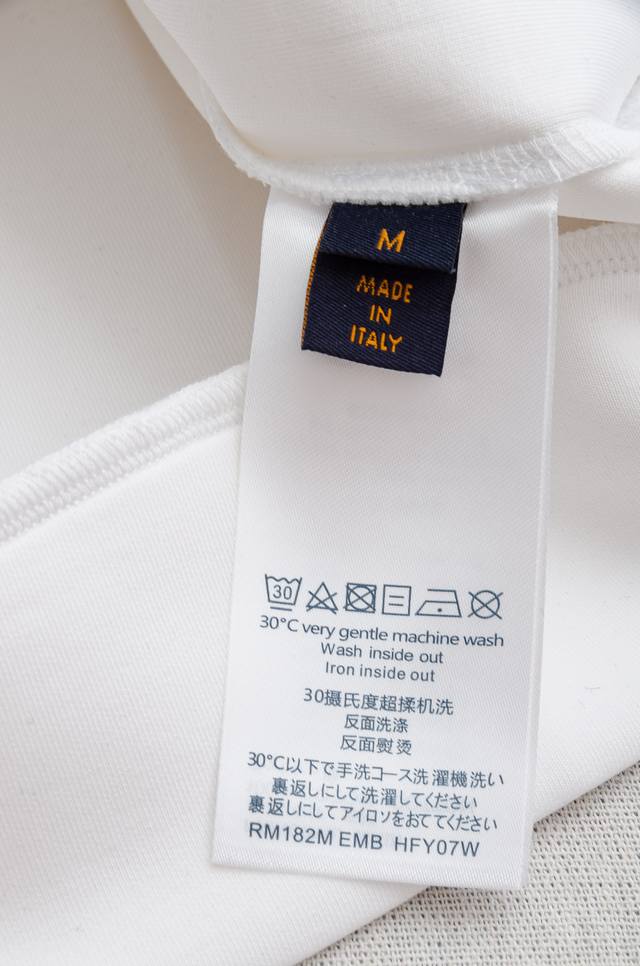 M
MADE
IN
ITALY
30
30°C very gentle machine wash
Wash inside out
Iron inside out
30摄氏度超揉机洗
反面洗涤
反面熨烫
30°C以下で手洗コース洗濯機洗い
裏返しにして洗濯してください
裏返しにしてアイロソをおててください
RM182M EMB HFY07W